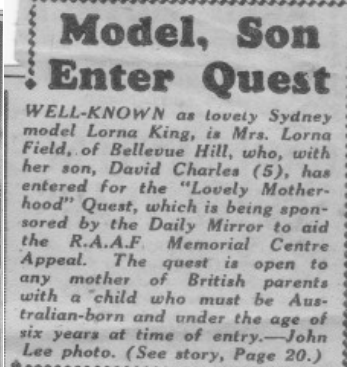 Model, Son
Enter Quest
WELL-KNOWN as lovely Sydney
model Lorna King, is Mrs. Lorna
Field, of Bellevue Hill, who, with
her son, David Charles (5), has
entered for the "Lovely Mother-
hood" Quest, which is being spon-
sored by the Daily Mirror to aid
the R.A.A.F. Memorial Centre
Appeal. The quest is open to
any mother of British parents
with a child who must be Aus-
tralian-born and under the age of
six years at time of entry.—John
Lee photo. (See story, Page 20.)